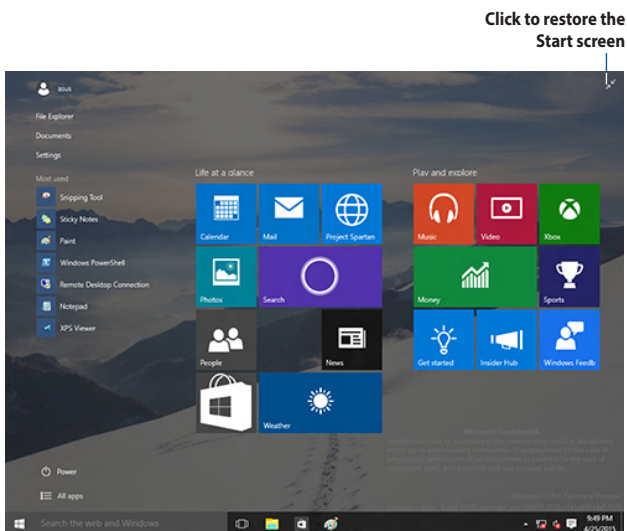 Click to restore the
Start screen
asus
File Explorer
Documents
Settings
Most used
Snipping Tool
Sticky Notes
Paint
Windows PowerShell
Remote Desktop Connection
Notepad
XPS Viewer
Life at a glance
Calendar
Mail
Project Spartan
Photos
Search
People
News
Weather
Play and explore
Music
Video
Xbox
Money
Sports
Get started
Insider Hub
Windows Feedb
Microsoft Confidential
Power
All apps
Search the web and Windows
9:49 PM
4/25/2015